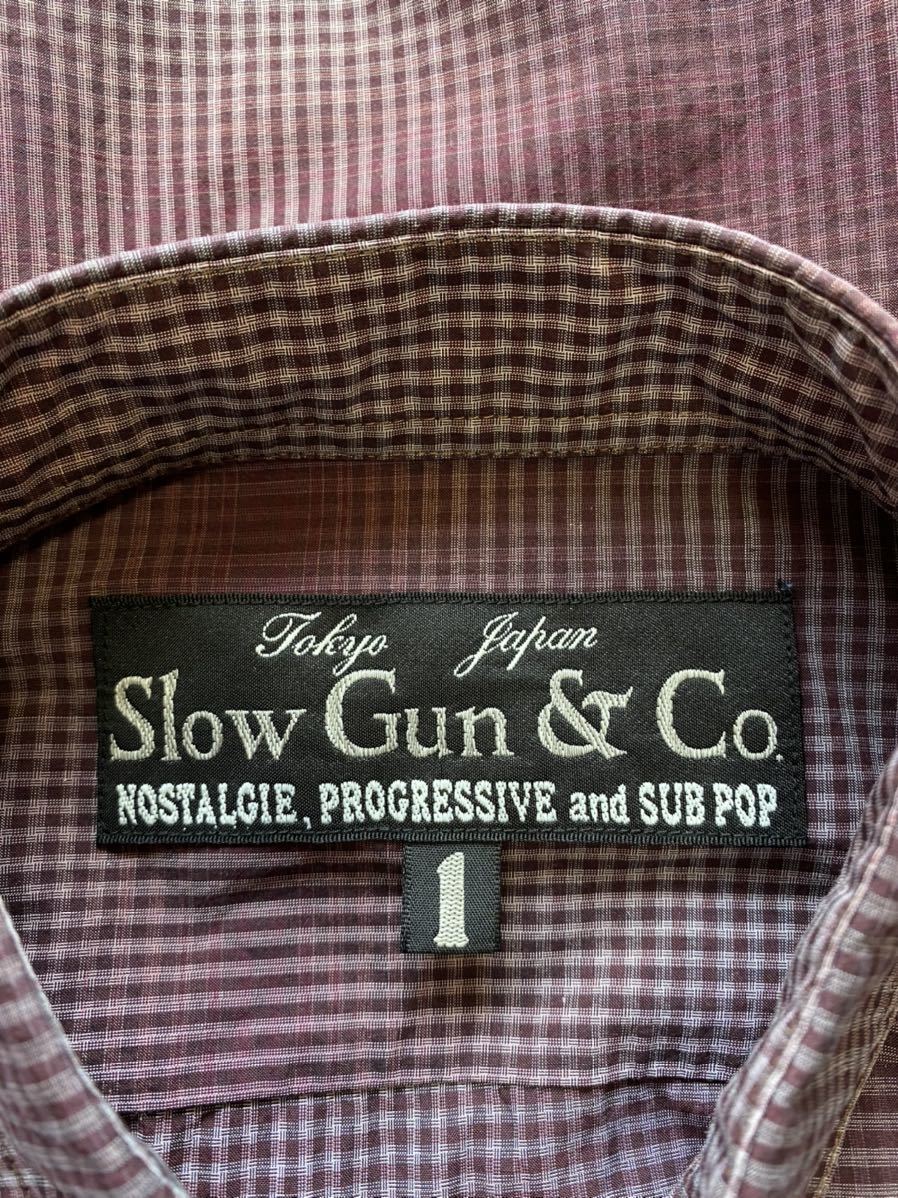 Tokyo Japan
Slow Gun & Co.
NOSTALGIE, PROGRESSIVE and SUB POP
1